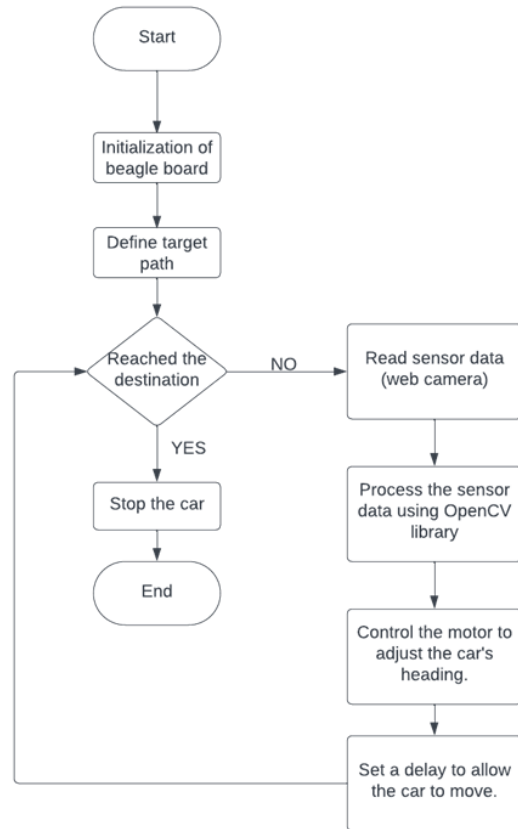 Start
Initialization of
beagle board
Define target
path
Reached the
destination
NO
YES
Stop the car
End
Read sensor data
(web camera)
Process the sensor
data using OpenCV
library
Control the motor to
adjust the car's
heading.
Set a delay to allow
the car to move.